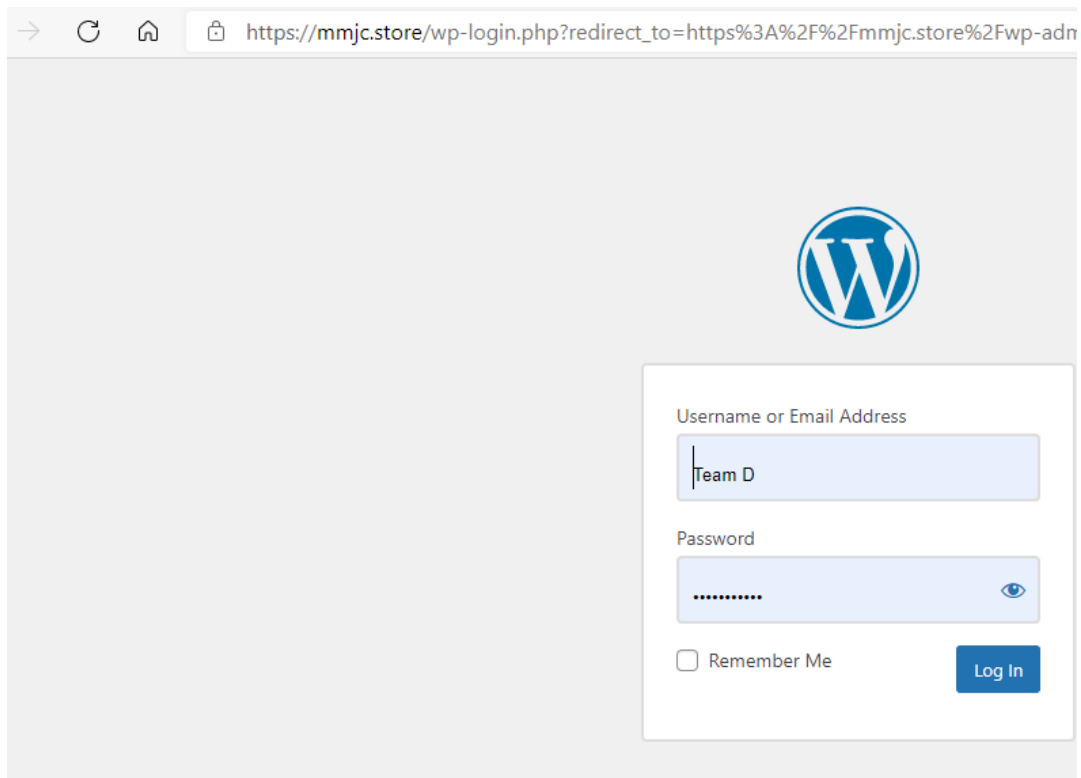 https://mmjc.store/wp-login.php?redirect_to=https%3A%2F%2Fmmjc.store%2Fwp-adm
Username or Email Address
Team D
Password
•••••••••••
Remember Me
Log In